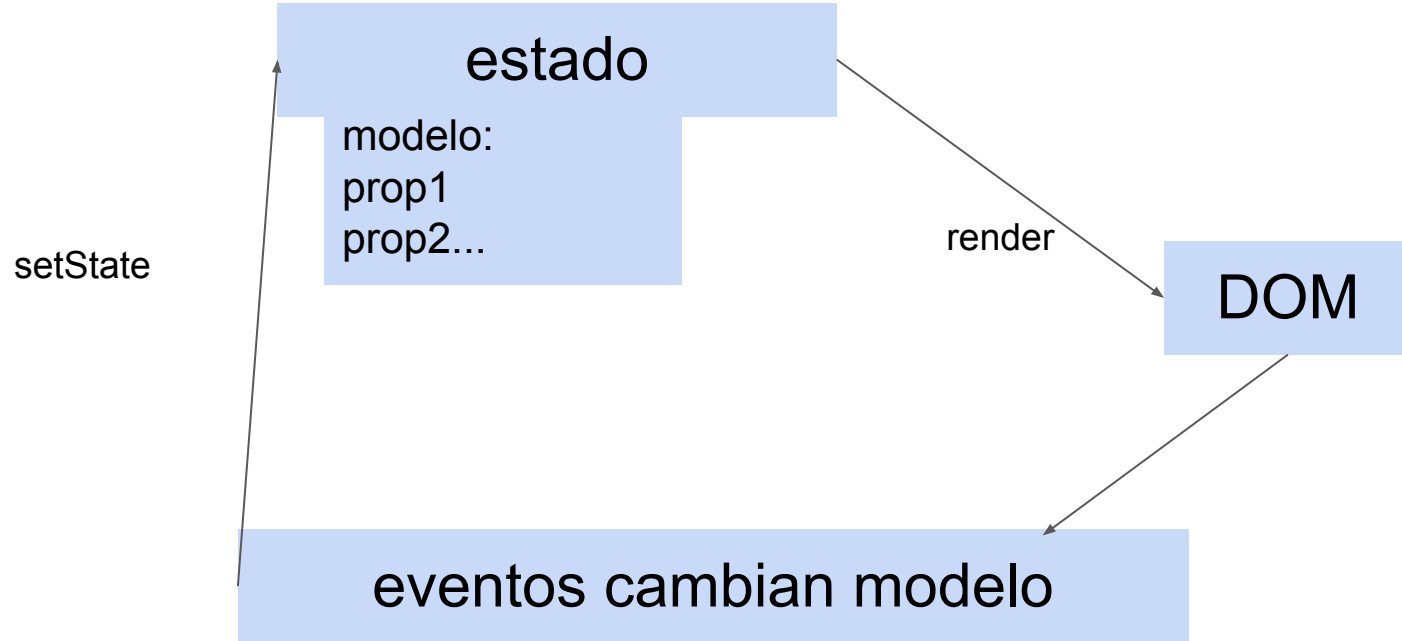 estado
modelo:
prop1
prop2...
render
setState
DOM
eventos cambian modelo